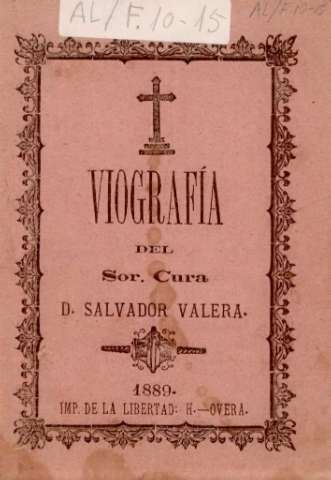 AL/F.10-15
AL/F.10-15
VIOGRAFÍA
DEL
Sor. Cura
D. SALVADOR VALERA.
1889.
IMP. DE LA LIBERTAD: H.—OVERA.